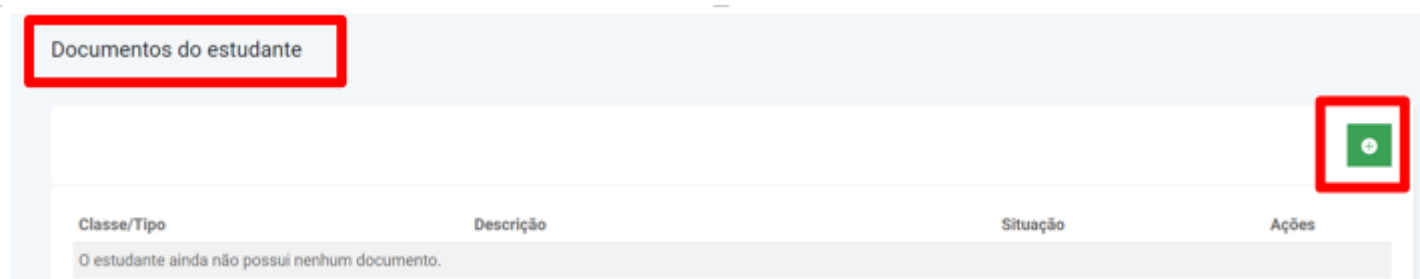 Documentos do estudante
Classe/Tipo Descrição Situação Ações
O estudante ainda não possui nenhum documento.